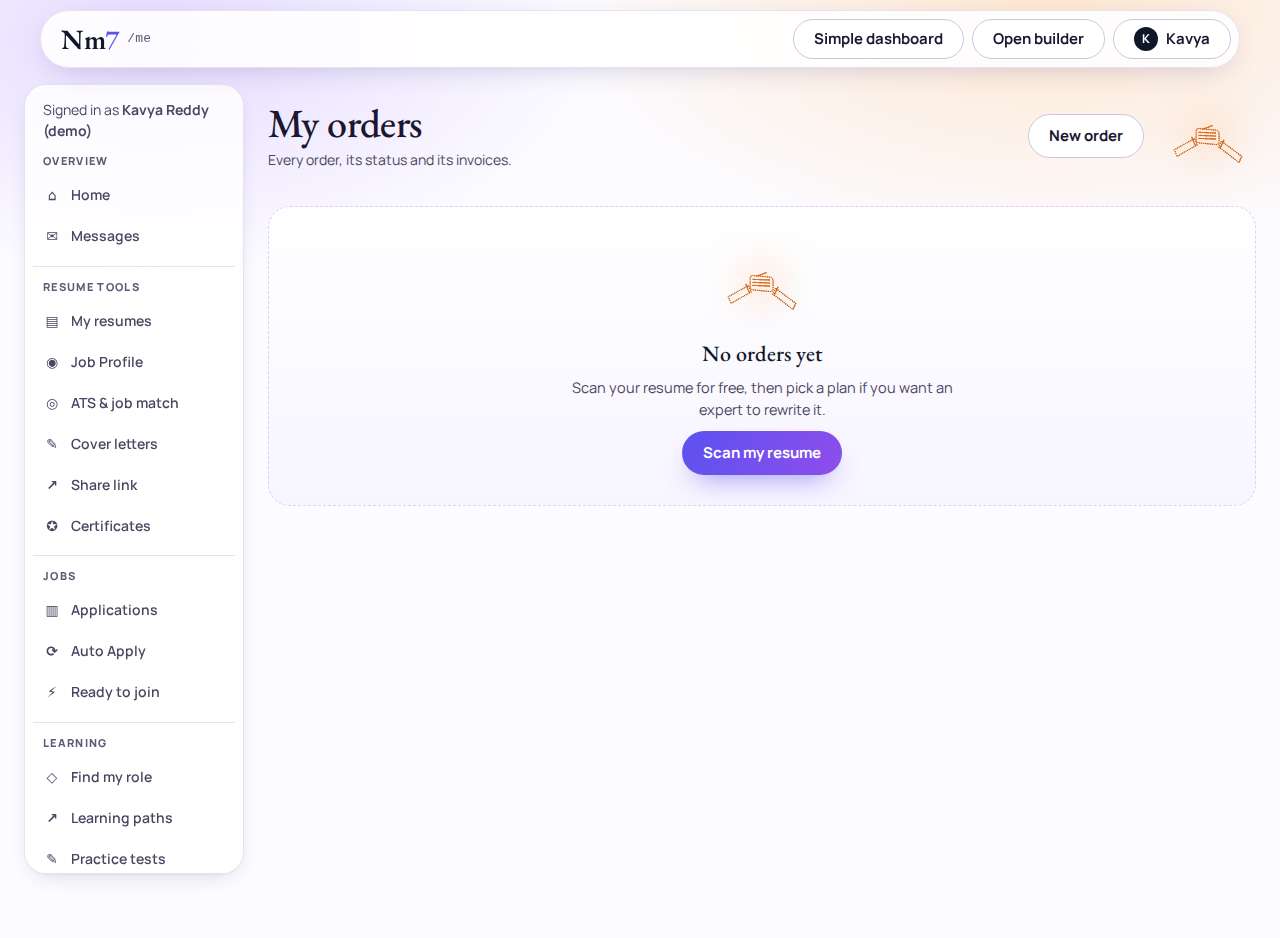 Nm7 /me
Simple dashboard
Open builder
K Kavya
Signed in as Kavya Reddy
(demo)
OVERVIEW
Home
Messages
RESUME TOOLS
My resumes
Job Profile
ATS & job match
Cover letters
Share link
Certificates
JOBS
Applications
Auto Apply
Ready to join
LEARNING
Find my role
Learning paths
Practice tests
My orders
Every order, its status and its invoices.
New order
No orders yet
Scan your resume for free, then pick a plan if you want an
expert to rewrite it.
Scan my resume